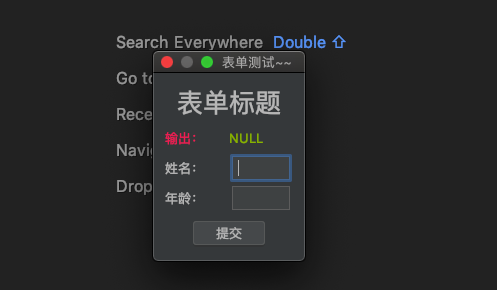 Search Everywhere Double ⇧
表单测试~~
Go to
表单标题
Rece
输出： NULL
Navig
姓名：
Drop
年龄：
提交